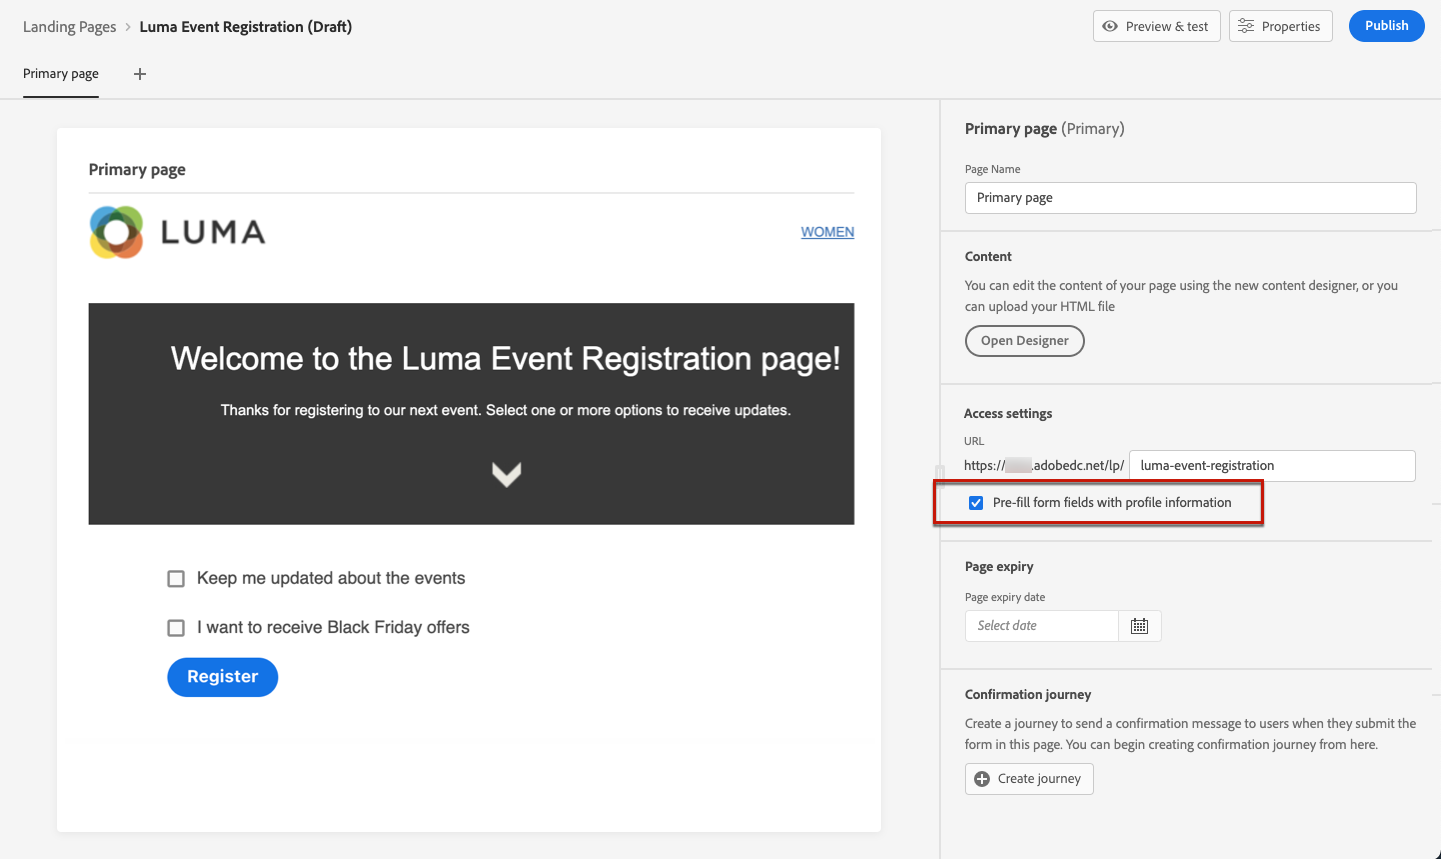 Landing Pages > Luma Event Registration (Draft)
Preview & test
Properties
Publish
Primary page +
Primary page
LUMA
WOMEN
Welcome to the Luma Event Registration page!
Thanks for registering to our next event. Select one or more options to receive updates.
Keep me updated about the events
I want to receive Black Friday offers
Register
Primary page (Primary)
Page Name
Primary page
Content
You can edit the content of your page using the new content designer, or you
can upload your HTML file
Open Designer
Access settings
URL
https:// .adobedc.net/lp/ luma-event-registration
Pre-fill form fields with profile information
Page expiry
Page expiry date
Select date
Confirmation journey
Create a journey to send a confirmation message to users when they submit the
form in this page. You can begin creating confirmation journey from here.
Create journey